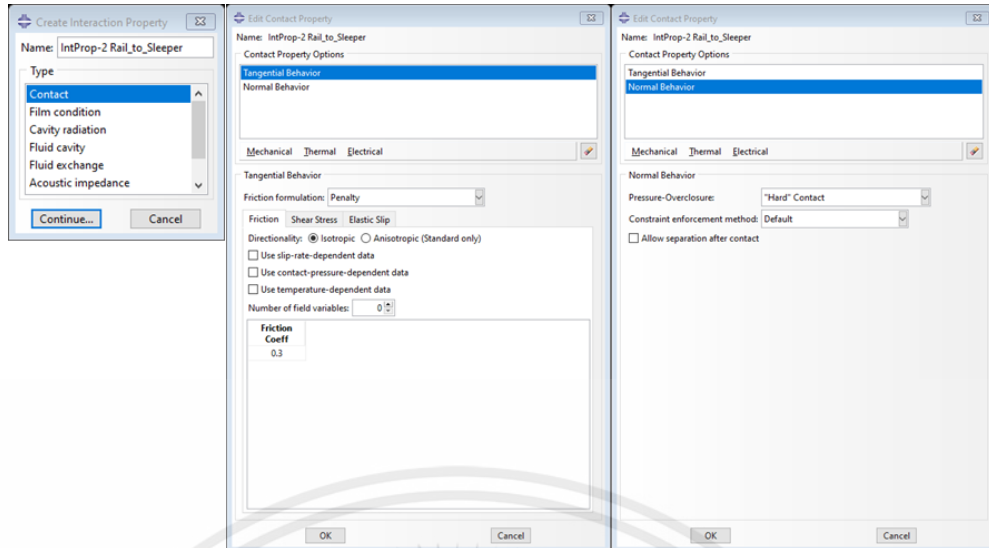 Create Interaction Property
Name: IntProp-2 Rail_to_Sleeper
Type
Contact
Film condition
Cavity radiation
Fluid cavity
Fluid exchange
Acoustic impedance
Continue...
Cancel
Edit Contact Property
Name: IntProp-2 Rail_to_Sleeper
Contact Property Options
Tangential Behavior
Normal Behavior
Mechanical Thermal Electrical
Tangential Behavior
Friction formulation: Penalty
Friction Shear Stress Elastic Slip
Directionality: Isotropic Anisotropic (Standard only)
Use slip-rate-dependent data
Use contact-pressure-dependent data
Use temperature-dependent data
Number of field variables: 0
Friction
Coeff
0.3
OK Cancel
Edit Contact Property
Name: IntProp-2 Rail_to_Sleeper
Contact Property Options
Tangential Behavior
Normal Behavior
Mechanical Thermal Electrical
Normal Behavior
Pressure-Overclosure: "Hard" Contact
Constraint enforcement method: Default
Allow separation after contact
OK Cancel